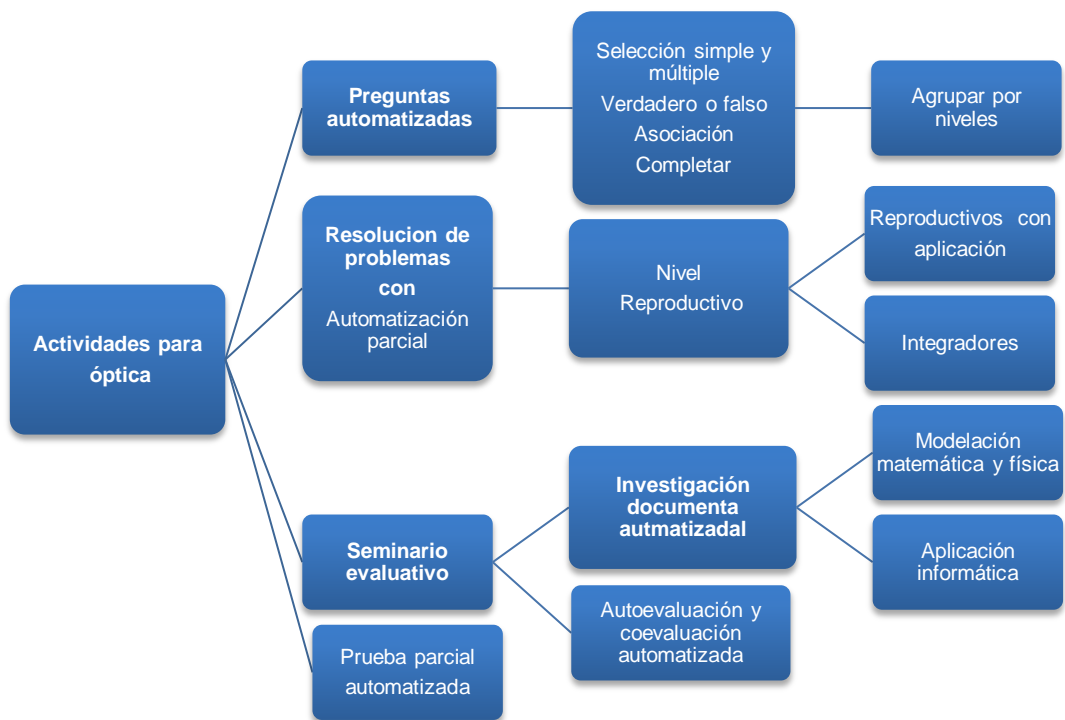 Actividades para
óptica
Preguntas
automatizadas
Selección simple y
múltiple
Verdadero o falso
Asociación
Completar
Agrupar por
niveles
Resolucion de
problemas
con
Automatización
parcial
Nivel
Reproductivo
Reproductivos con
aplicación
Integradores
Seminario
evaluativo
Investigación
documenta
autmatizadal
Modelación
matemática y física
Aplicación
informática
Autoevaluación y
coevaluación
automatizada
Prueba parcial
automatizada